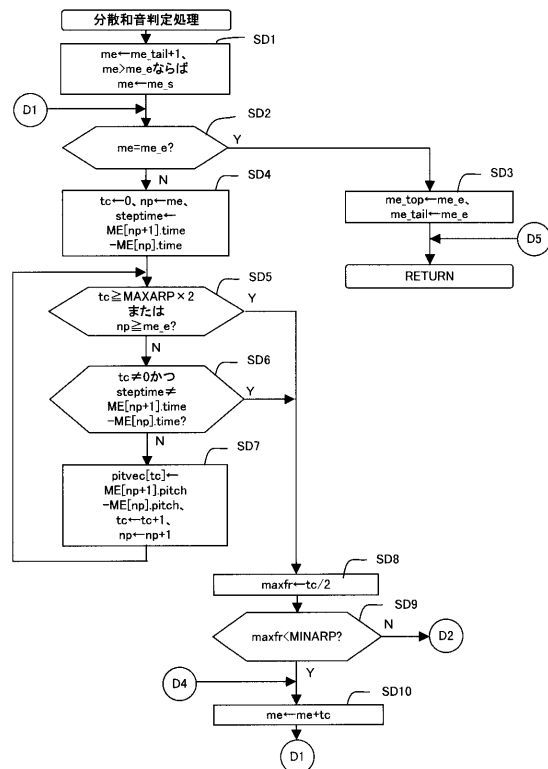 分散和音判定処理
SD1
me←me_tail+1、
me>me_eならば
me←me_s
D1
SD2
me=me_e?
Y
N
SD4
tc←0、np←me、
steptime←
ME[np+1].time
−ME[np].time
SD3
me_top←me_e、
me_tail←me_e
D5
RETURN
SD5
tc≧MAXARP×2
または
np≧me_e?
Y
N
SD6
tc≠0かつ
steptime≠
ME[np+1].time
−ME[np].time?
Y
N
SD7
pitvec[tc]←
ME[np+1].pitch
−ME[np].pitch、
tc←tc+1、
np←np+1
SD8
maxfr←tc/2
SD9
maxfr<MINARP?
N
D2
Y
D4
SD10
me←me+tc
D1